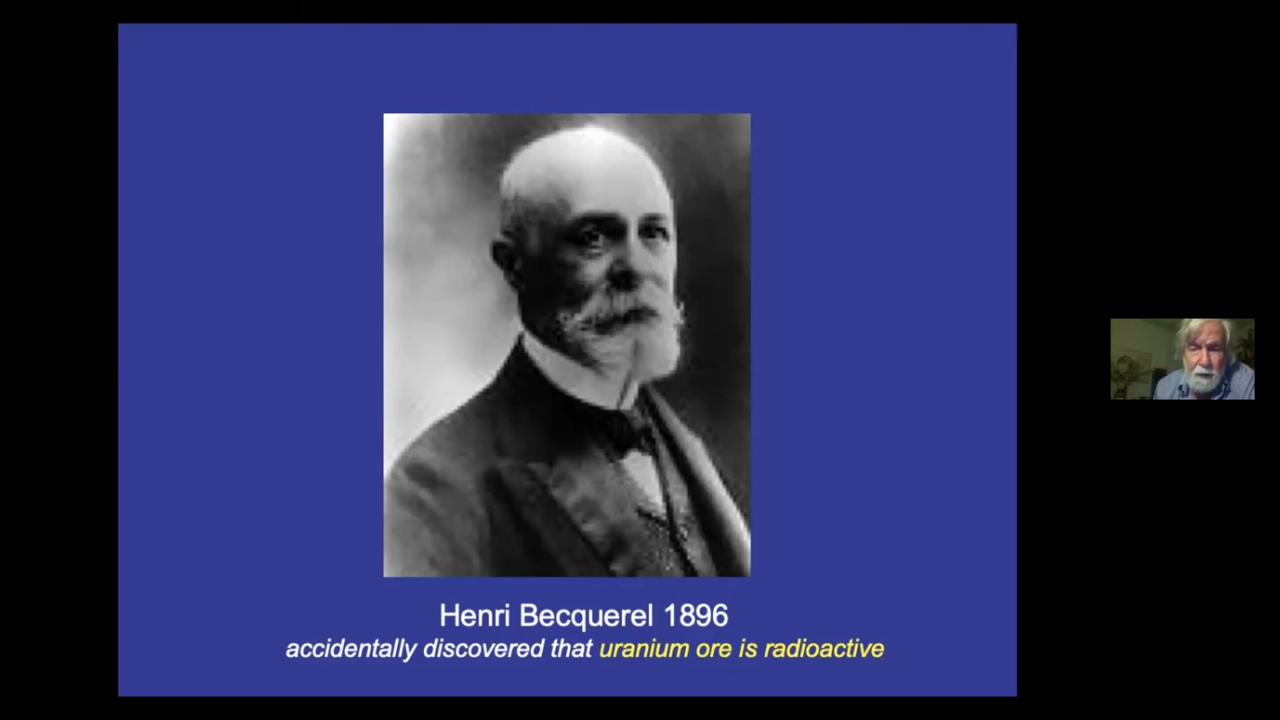 Henri Becquerel 1896
accidentally discovered that uranium ore is radioactive